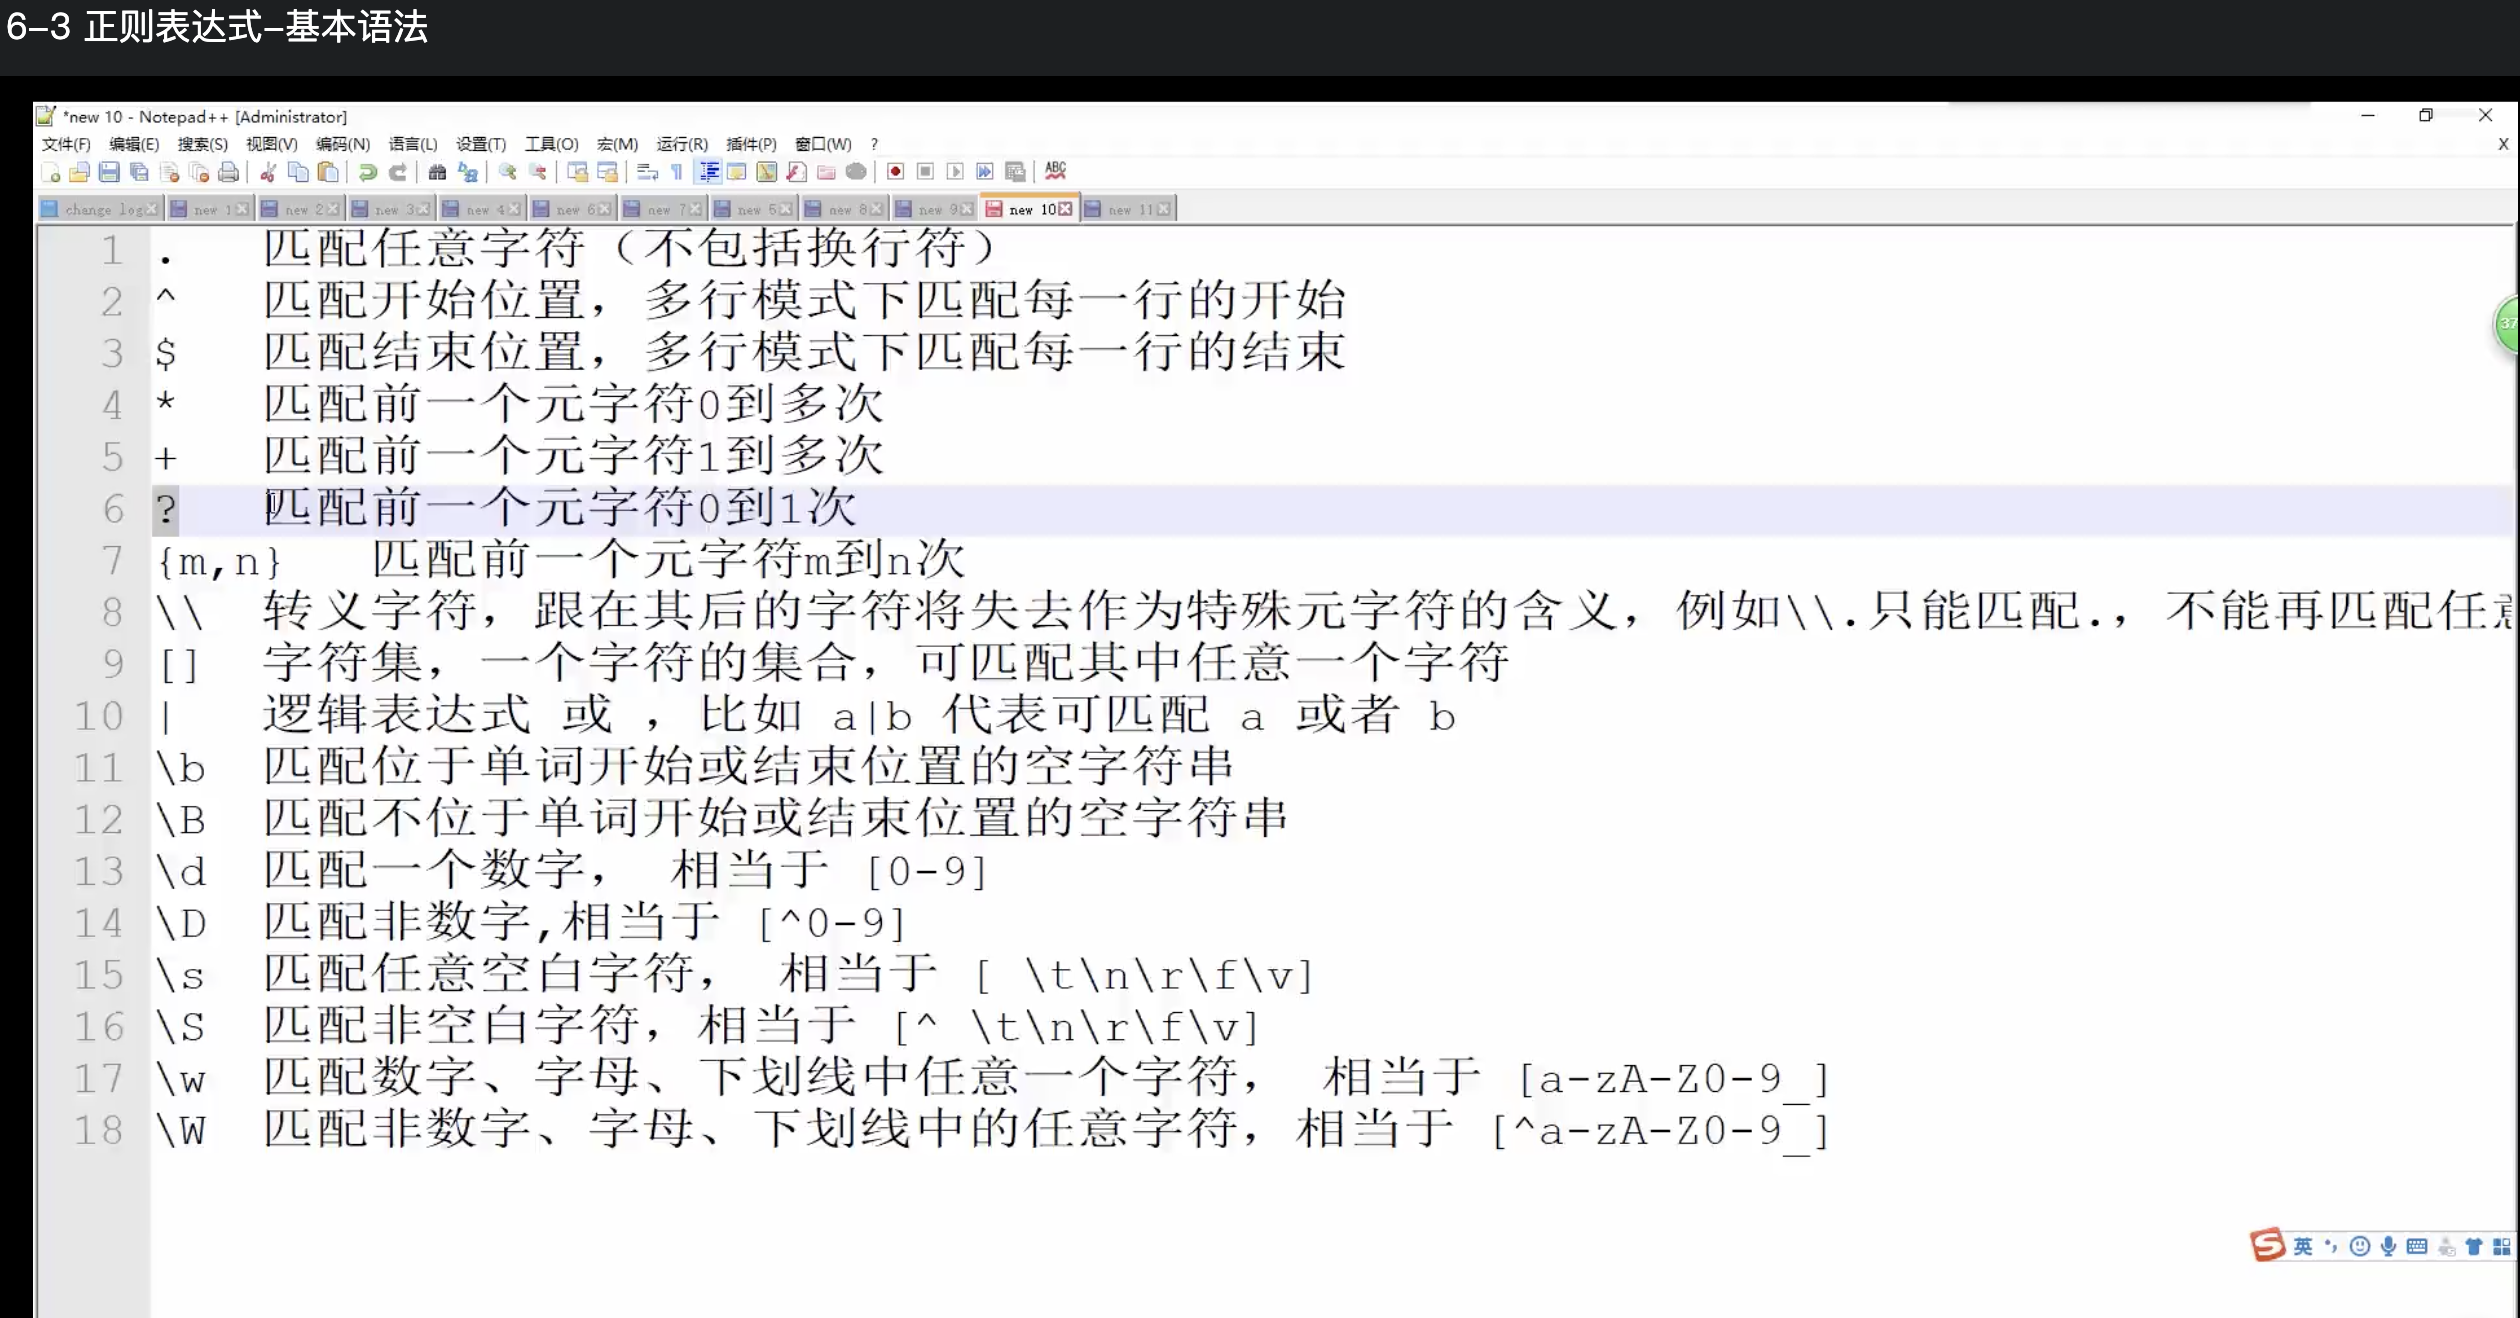 6-3 正则表达式-基本语法
*new 10 - Notepad++ [Administrator]
文件(F) 编辑(E) 搜索(S) 视图(V) 编码(N) 语言(L) 设置(T) 工具(O) 宏(M) 运行(R) 插件(P) 窗口(W) ? X
ABC
change log new 1 new 2 new 3 new 4 new 6 new 7 new 5 new 8 new 9 new 10 new 11
1 . 匹配任意字符（不包括换行符）
2 ^ 匹配开始位置，多行模式下匹配每一行的开始
3 $ 匹配结束位置，多行模式下匹配每一行的结束
4 * 匹配前一个元字符0到多次
5 + 匹配前一个元字符1到多次
6 ? 匹配前一个元字符0到1次
7 {m,n} 匹配前一个元字符m到n次
8 \\ 转义字符，跟在其后的字符将失去作为特殊元字符的含义，例如\\.只能匹配.，不能再匹配任意
9 [] 字符集，一个字符的集合，可匹配其中任意一个字符
10 | 逻辑表达式 或 ，比如 a|b 代表可匹配 a 或者 b
11 \b 匹配位于单词开始或结束位置的空字符串
12 \B 匹配不位于单词开始或结束位置的空字符串
13 \d 匹配一个数字， 相当于 [0-9]
14 \D 匹配非数字,相当于 [^0-9]
15 \s 匹配任意空白字符， 相当于 [ \t\n\r\f\v]
16 \S 匹配非空白字符，相当于 [^ \t\n\r\f\v]
17 \w 匹配数字、字母、下划线中任意一个字符， 相当于 [a-zA-Z0-9_]
18 \W 匹配非数字、字母、下划线中的任意字符，相当于 [^a-zA-Z0-9_]
37
S 英